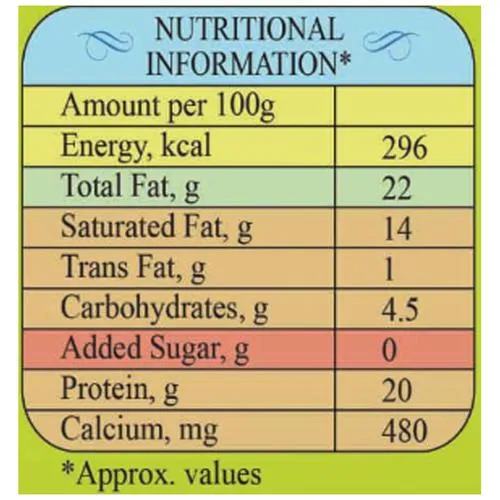 NUTRITIONAL
INFORMATION*
Amount per 100g
Energy, kcal 296
Total Fat, g 22
Saturated Fat, g 14
Trans Fat, g 1
Carbohydrates, g 4.5
Added Sugar, g 0
Protein, g 20
Calcium, mg 480
*Approx. values